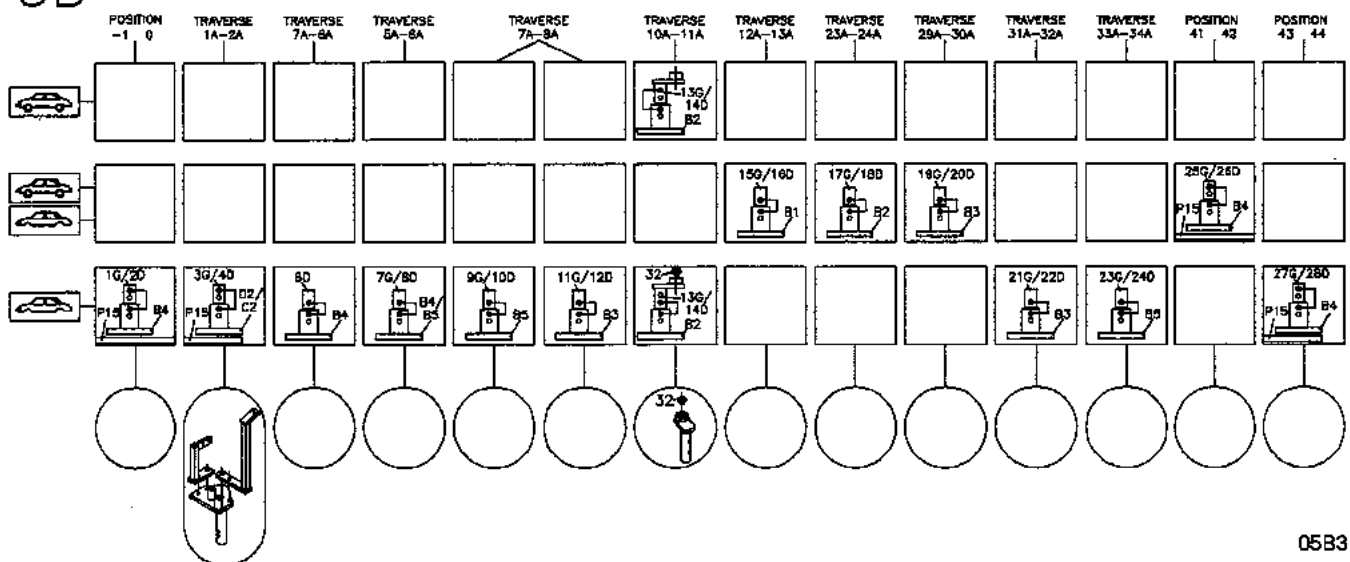 POSITION TRAVERSE TRAVERSE TRAVERSE TRAVERSE TRAVERSE TRAVERSE TRAVERSE TRAVERSE TRAVERSE TRAVERSE POSITION POSITION
-1 0 1A-2A 7A-6A 5A-6A 7A-8A 10A-11A 12A-13A 23A-24A 29A-30A 31A-32A 33A-34A 41 42 43 44
13G/
14D
B2
15G/16D 17G/18D 19G/20D 25G/26D
B1 B2 B3 P15 B4
1G/2D 3G/4D 6D 7G/8D 9G/10D 11G/12D 32 21G/22D 23G/24D 27G/28D
P15 B4 P15 B2/ C2 B4 B4/ B5 B5 B3 13G/ 14D B2 B3 B5 P15 B4
32
05B3